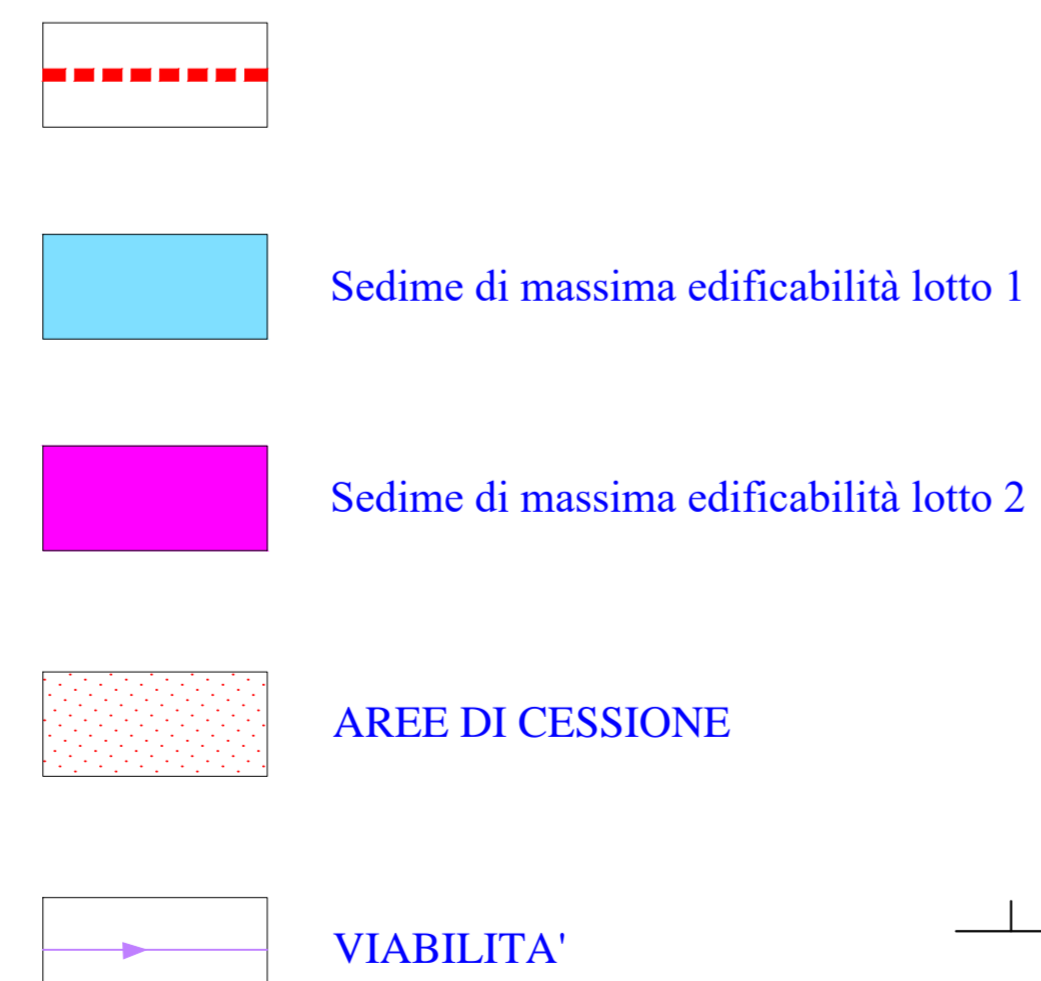 Sedime di massima edificabilità lotto 1
Sedime di massima edificabilità lotto 2
AREE DI CESSIONE
VIABILITA'